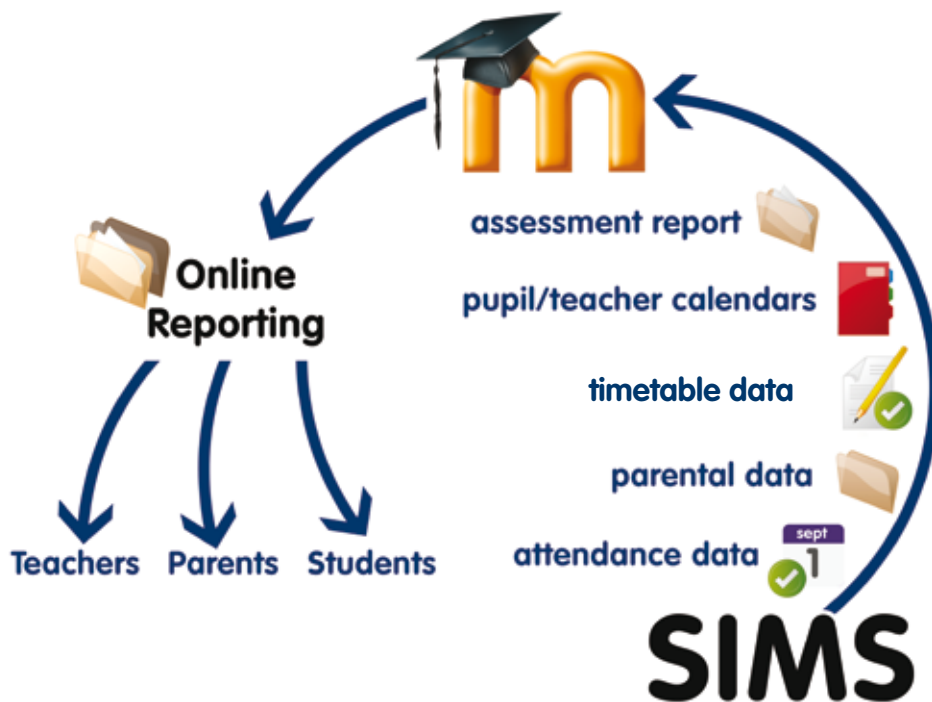 m
assessment report
pupil/teacher calendars
timetable data
parental data
attendance data
sept
1
SIMS
Online
Reporting
Teachers Parents Students